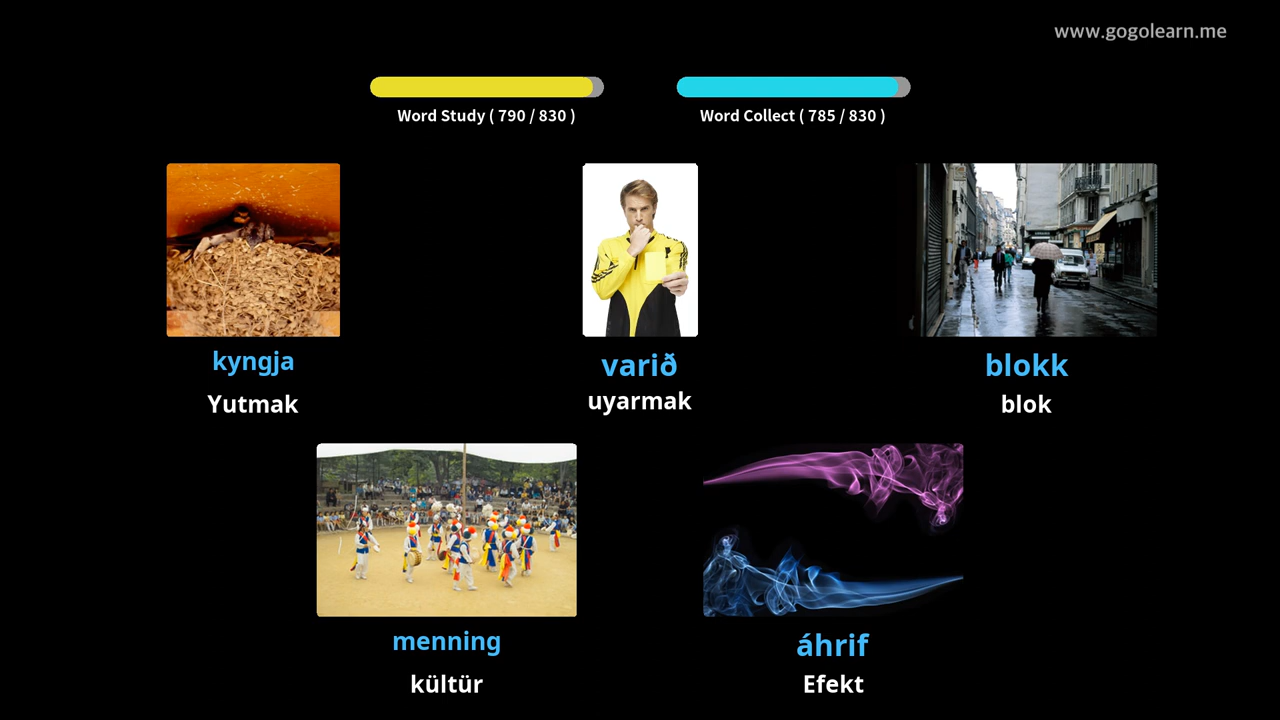 www.gogolearn.me
Word Study ( 790 / 830 )
Word Collect ( 785 / 830 )
kyngja
Yutmak
varið
uyarmak
blokk
blok
menning
kültür
áhrif
Efekt